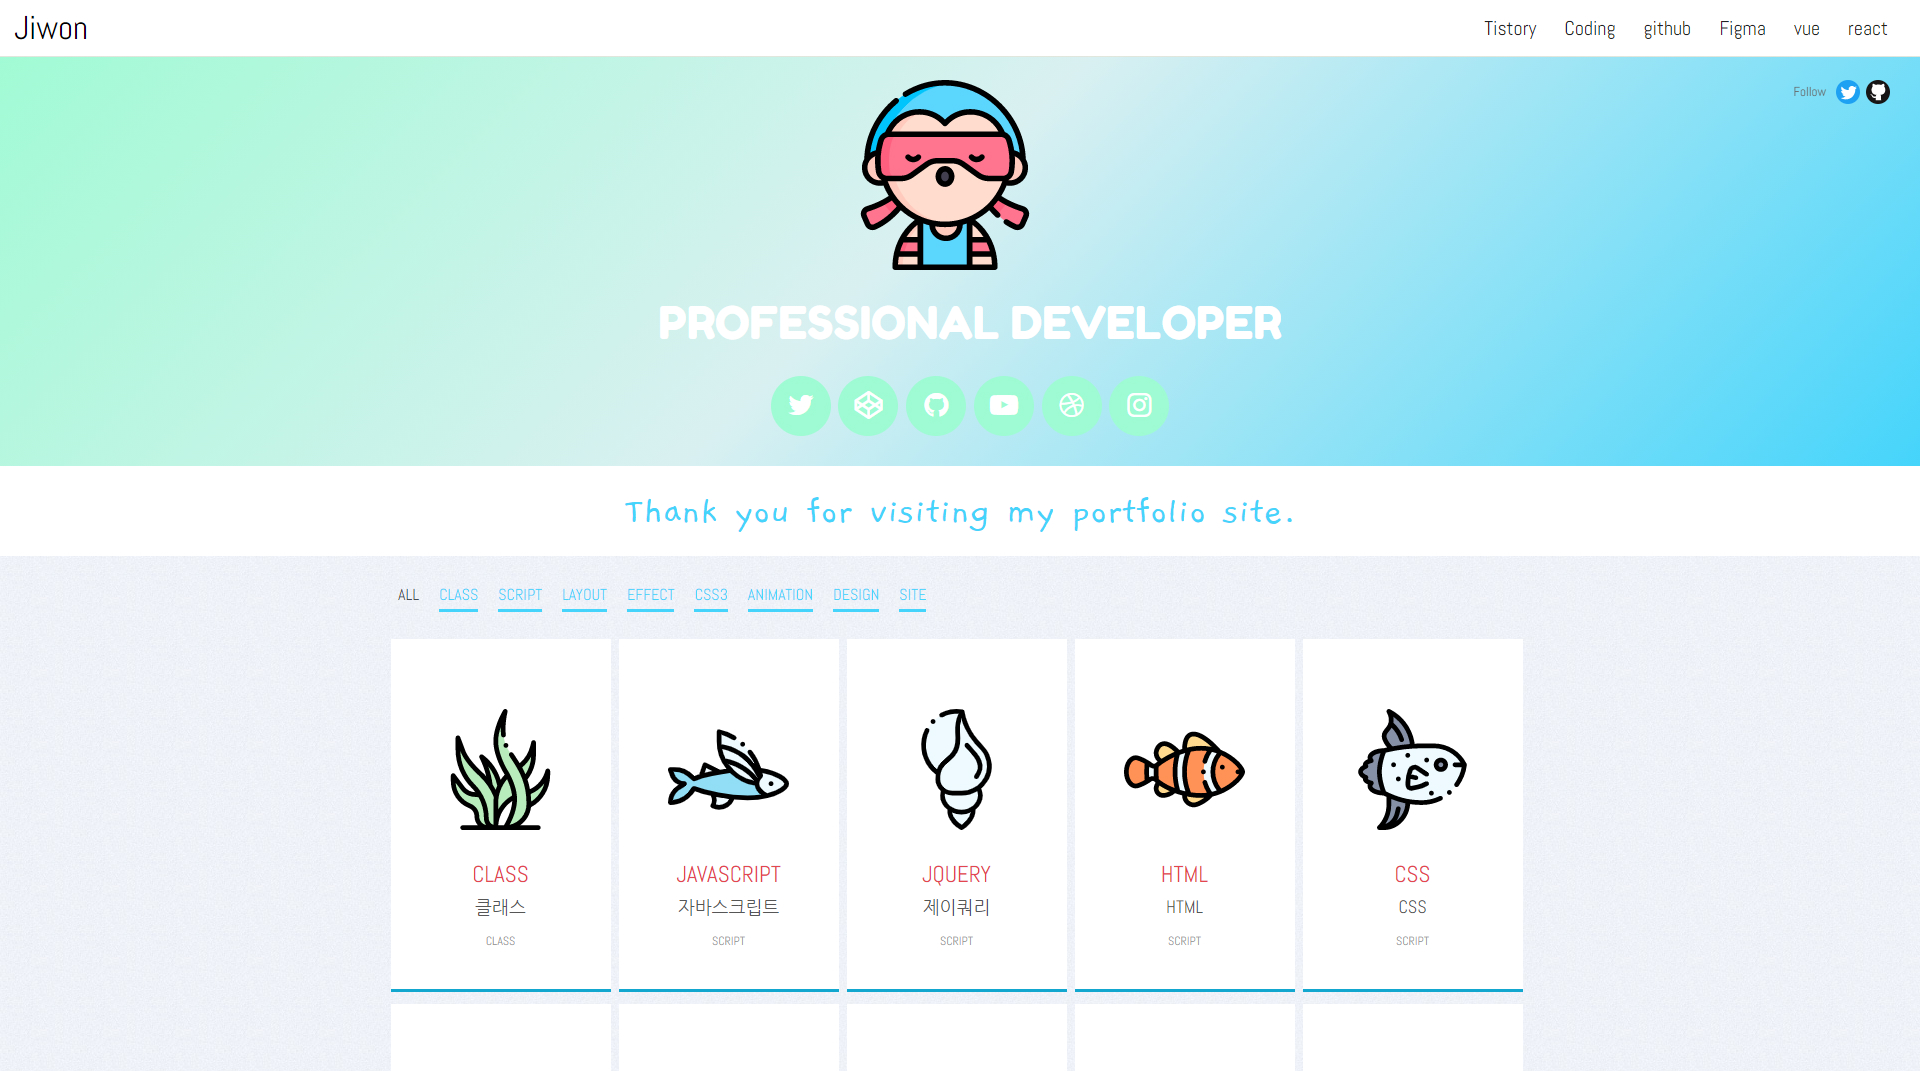 Jiwon
Tistory Coding github Figma vue react
Follow
PROFESSIONAL DEVELOPER
Thank you for visiting my portfolio site.
ALL CLASS SCRIPT LAYOUT EFFECT CSS3 ANIMATION DESIGN SITE
CLASS
클래스
CLASS
JAVASCRIPT
자바스크립트
SCRIPT
JQUERY
제이쿼리
SCRIPT
HTML
HTML
SCRIPT
CSS
CSS
SCRIPT